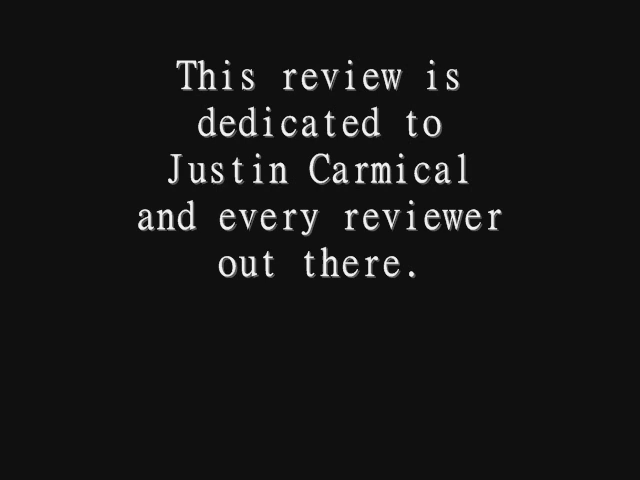 This review is
dedicated to
Justin Carmical
and every reviewer
out there.